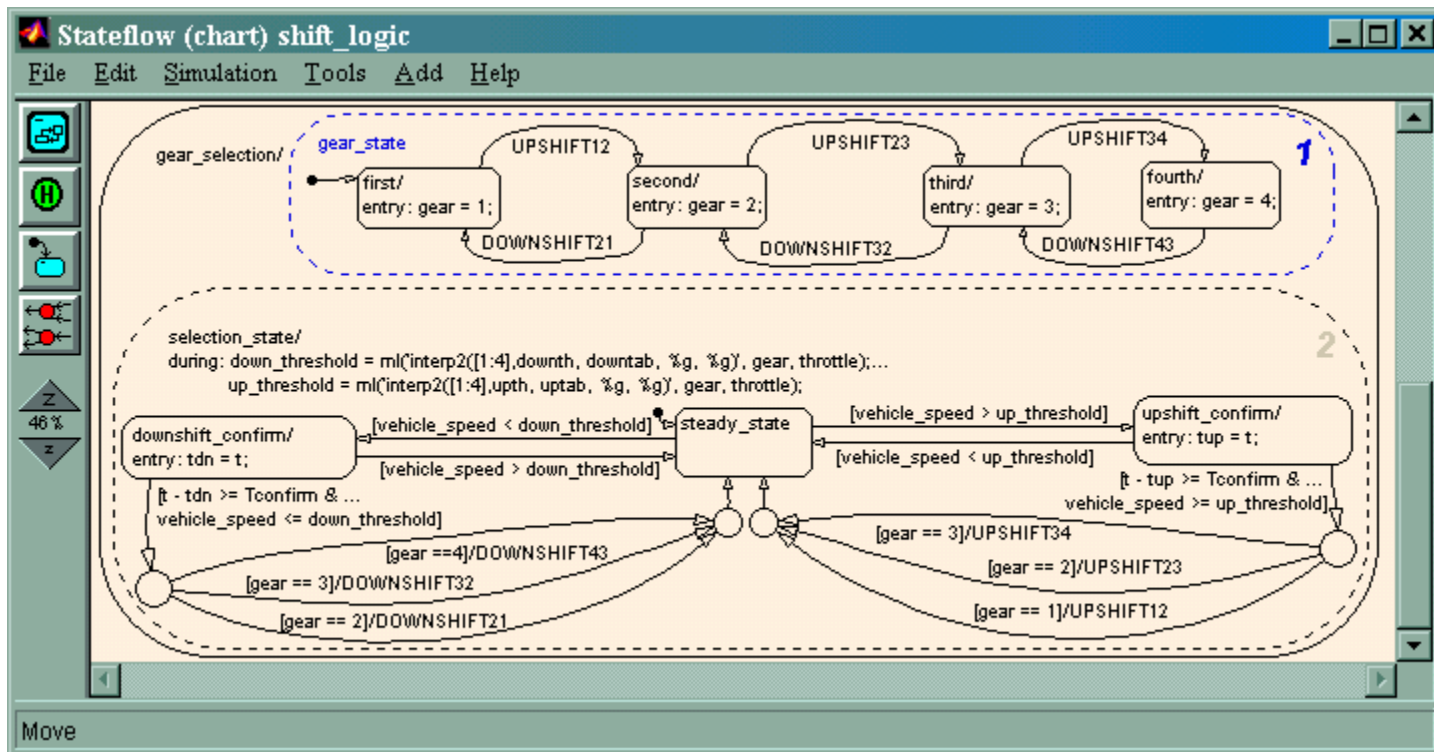 Stateflow (chart) shift_logic
File Edit Simulation Tools Add Help
gear_selection/
gear_state
1
UPSHIFT12
UPSHIFT23
UPSHIFT34
first/
entry: gear = 1;
second/
entry: gear = 2;
third/
entry: gear = 3;
fourth/
entry: gear = 4;
DOWNSHIFT21
DOWNSHIFT32
DOWNSHIFT43
H
Z
46%
z
2
selection_state/
during: down_threshold = ml('interp2([1:4],downth, downtab, %g, %g)', gear, throttle);...
up_threshold = ml('interp2([1:4],upth, uptab, %g, %g)', gear, throttle);
downshift_confirm/
entry: tdn = t;
[vehicle_speed < down_threshold]
[vehicle_speed > down_threshold]
steady_state
[vehicle_speed > up_threshold]
[vehicle_speed < up_threshold]
upshift_confirm/
entry: tup = t;
[t - tdn >= Tconfirm & ...
vehicle_speed <= down_threshold]
[t - tup >= Tconfirm & ...
vehicle_speed >= up_threshold]
[gear ==4]/DOWNSHIFT43
[gear == 3]/DOWNSHIFT32
[gear == 2]/DOWNSHIFT21
[gear == 3]/UPSHIFT34
[gear == 2]/UPSHIFT23
[gear == 1]/UPSHIFT12
Move